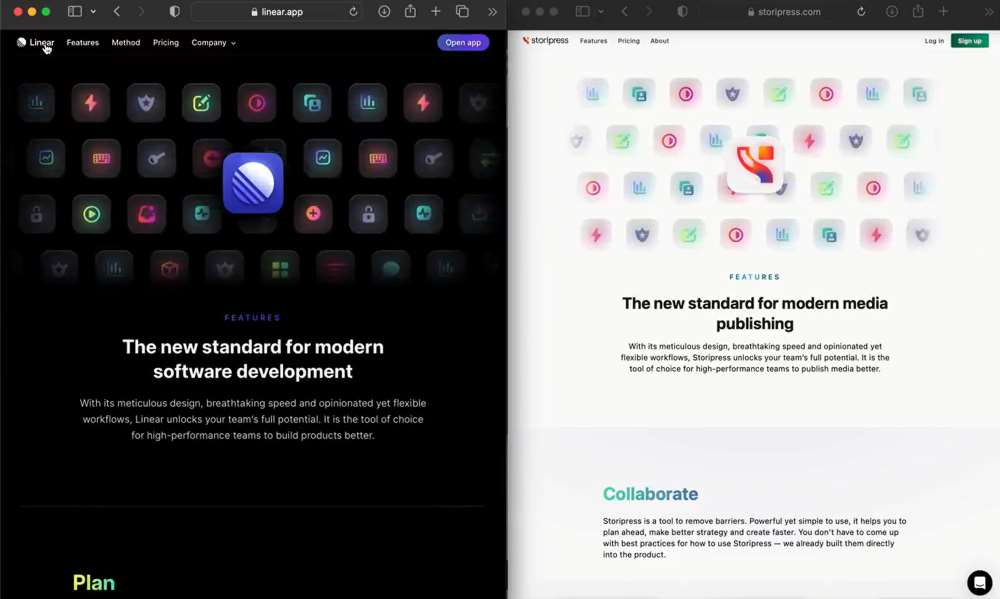 linear.app
Linear Features Method Pricing Company
Open app
FEATURES
The new standard for modern
software development
With its meticulous design, breathtaking speed and opinionated yet flexible
workflows, Linear unlocks your team's full potential. It is the tool of choice
for high-performance teams to build products better.
Plan
storipress.com
storipress Features Pricing About
Log in Sign up
FEATURES
The new standard for modern media
publishing
With its meticulous design, breathtaking speed and opinionated yet
flexible workflows, Storipress unlocks your team's full potential. It is the
tool of choice for high-performance teams to publish media better.
Collaborate
Storipress is a tool to remove barriers. Powerful yet simple to use, it helps you to
plan ahead, make better strategy and create faster. You don't have to come up
with best practices for how to use Storipress — we already built them directly
into the product.